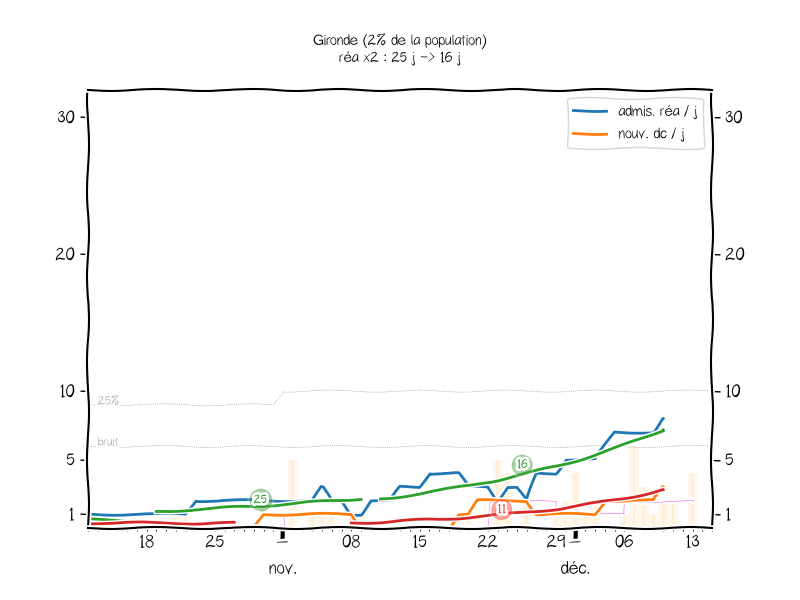 Gironde (2% de la population)
réa x2 : 25 j -> 16 j
admis. réa / j
nouv. dc / j
30 30
20 20
10 10
25%
bruit
5 5
16
25
11
1 1
18 25 08 15 22 29 06 13
nov. déc.